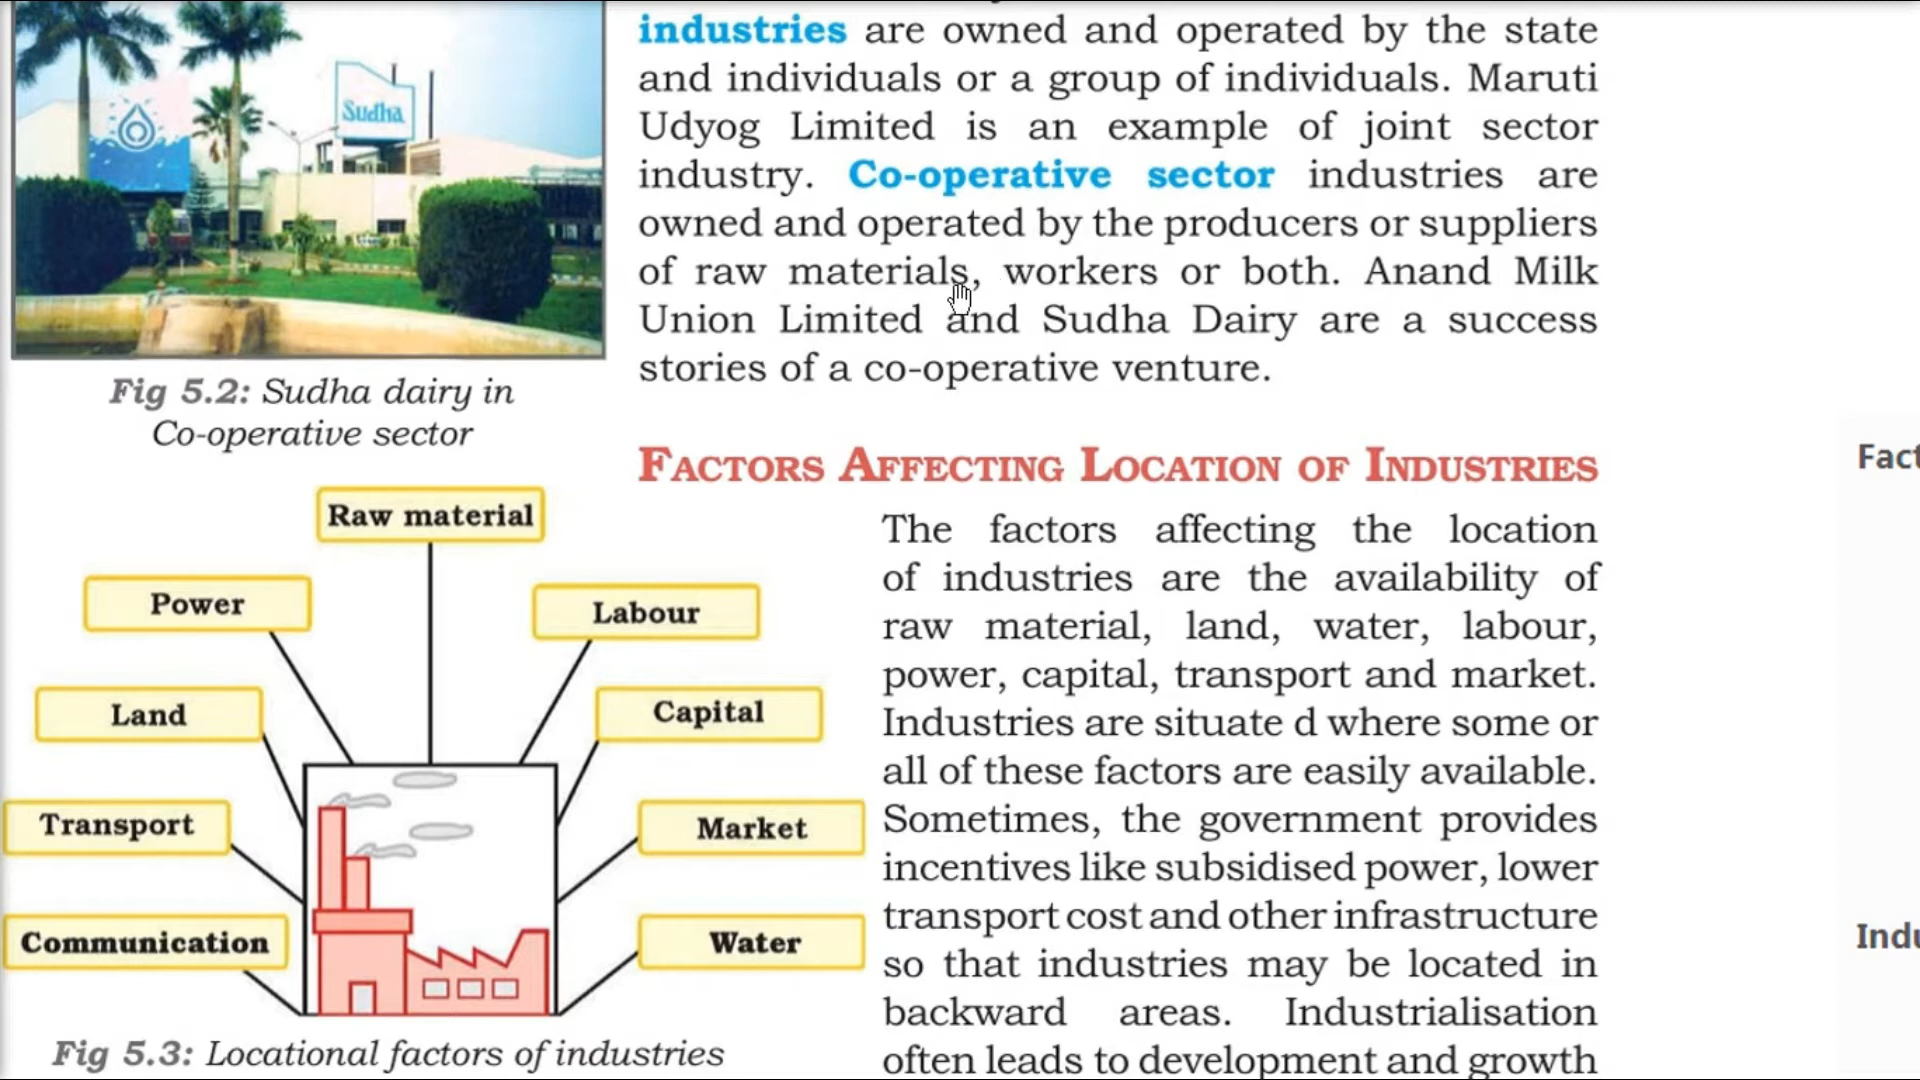 industries are owned and operated by the state
and individuals or a group of individuals. Maruti
Udyog Limited is an example of joint sector
industry. Co-operative sector industries are
owned and operated by the producers or suppliers
of raw materials, workers or both. Anand Milk
Union Limited and Sudha Dairy are a success
stories of a co-operative venture.
Sudha
Fig 5.2: Sudha dairy in
Co-operative sector
FACTORS AFFECTING LOCATION OF INDUSTRIES
The factors affecting the location
of industries are the availability of
raw material, land, water, labour,
power, capital, transport and market.
Industries are situate d where some or
all of these factors are easily available.
Sometimes, the government provides
incentives like subsidised power, lower
transport cost and other infrastructure
so that industries may be located in
backward areas. Industrialisation
often leads to development and growth
Raw material
Power
Labour
Land
Capital
Transport
Market
Communication
Water
Fig 5.3: Locational factors of industries